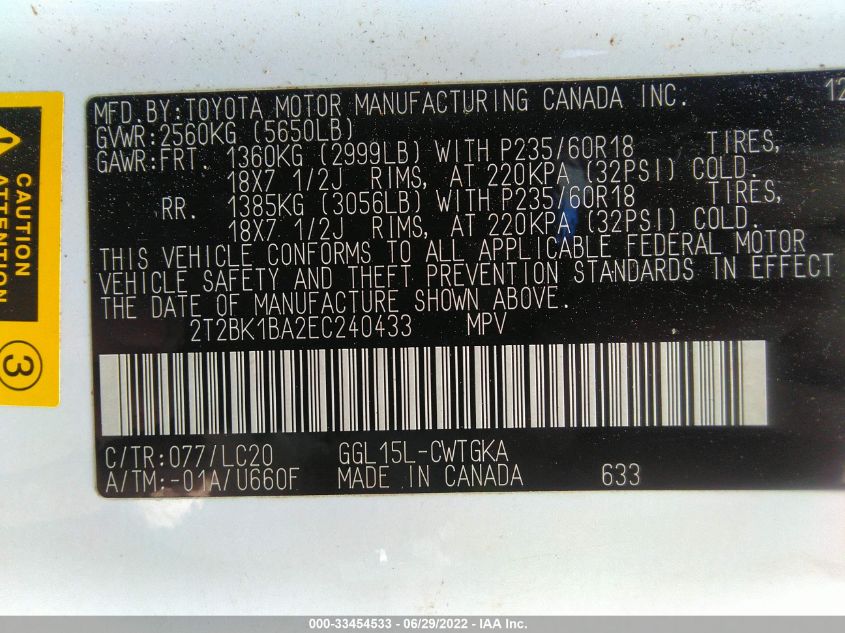 MFD.BY:TOYOTA MOTOR MANUFACTURING CANADA INC. 12
GVWR:2560KG (5650LB)
GAWR:FRT. 1360KG (2999LB) WITH P235/60R18 TIRES,
18X7 1/2J RIMS, AT 220KPA (32PSI) COLD.
RR. 1385KG (3056LB) WITH P235/60R18 TIRES,
18X7 1/2J RIMS, AT 220KPA (32PSI) COLD.
THIS VEHICLE CONFORMS TO ALL APPLICABLE FEDERAL MOTOR
VEHICLE SAFETY AND THEFT PREVENTION STANDARDS IN EFFECT
THE DATE OF MANUFACTURE SHOWN ABOVE.
2T2BK1BA2EC240433 MPV
C/TR:077/LC20 GGL15L-CWTGKA
A/TM:-01A/U660F MADE IN CANADA 633
CAUTION
3
000-33454533 - 06/29/2022 - IAA Inc.